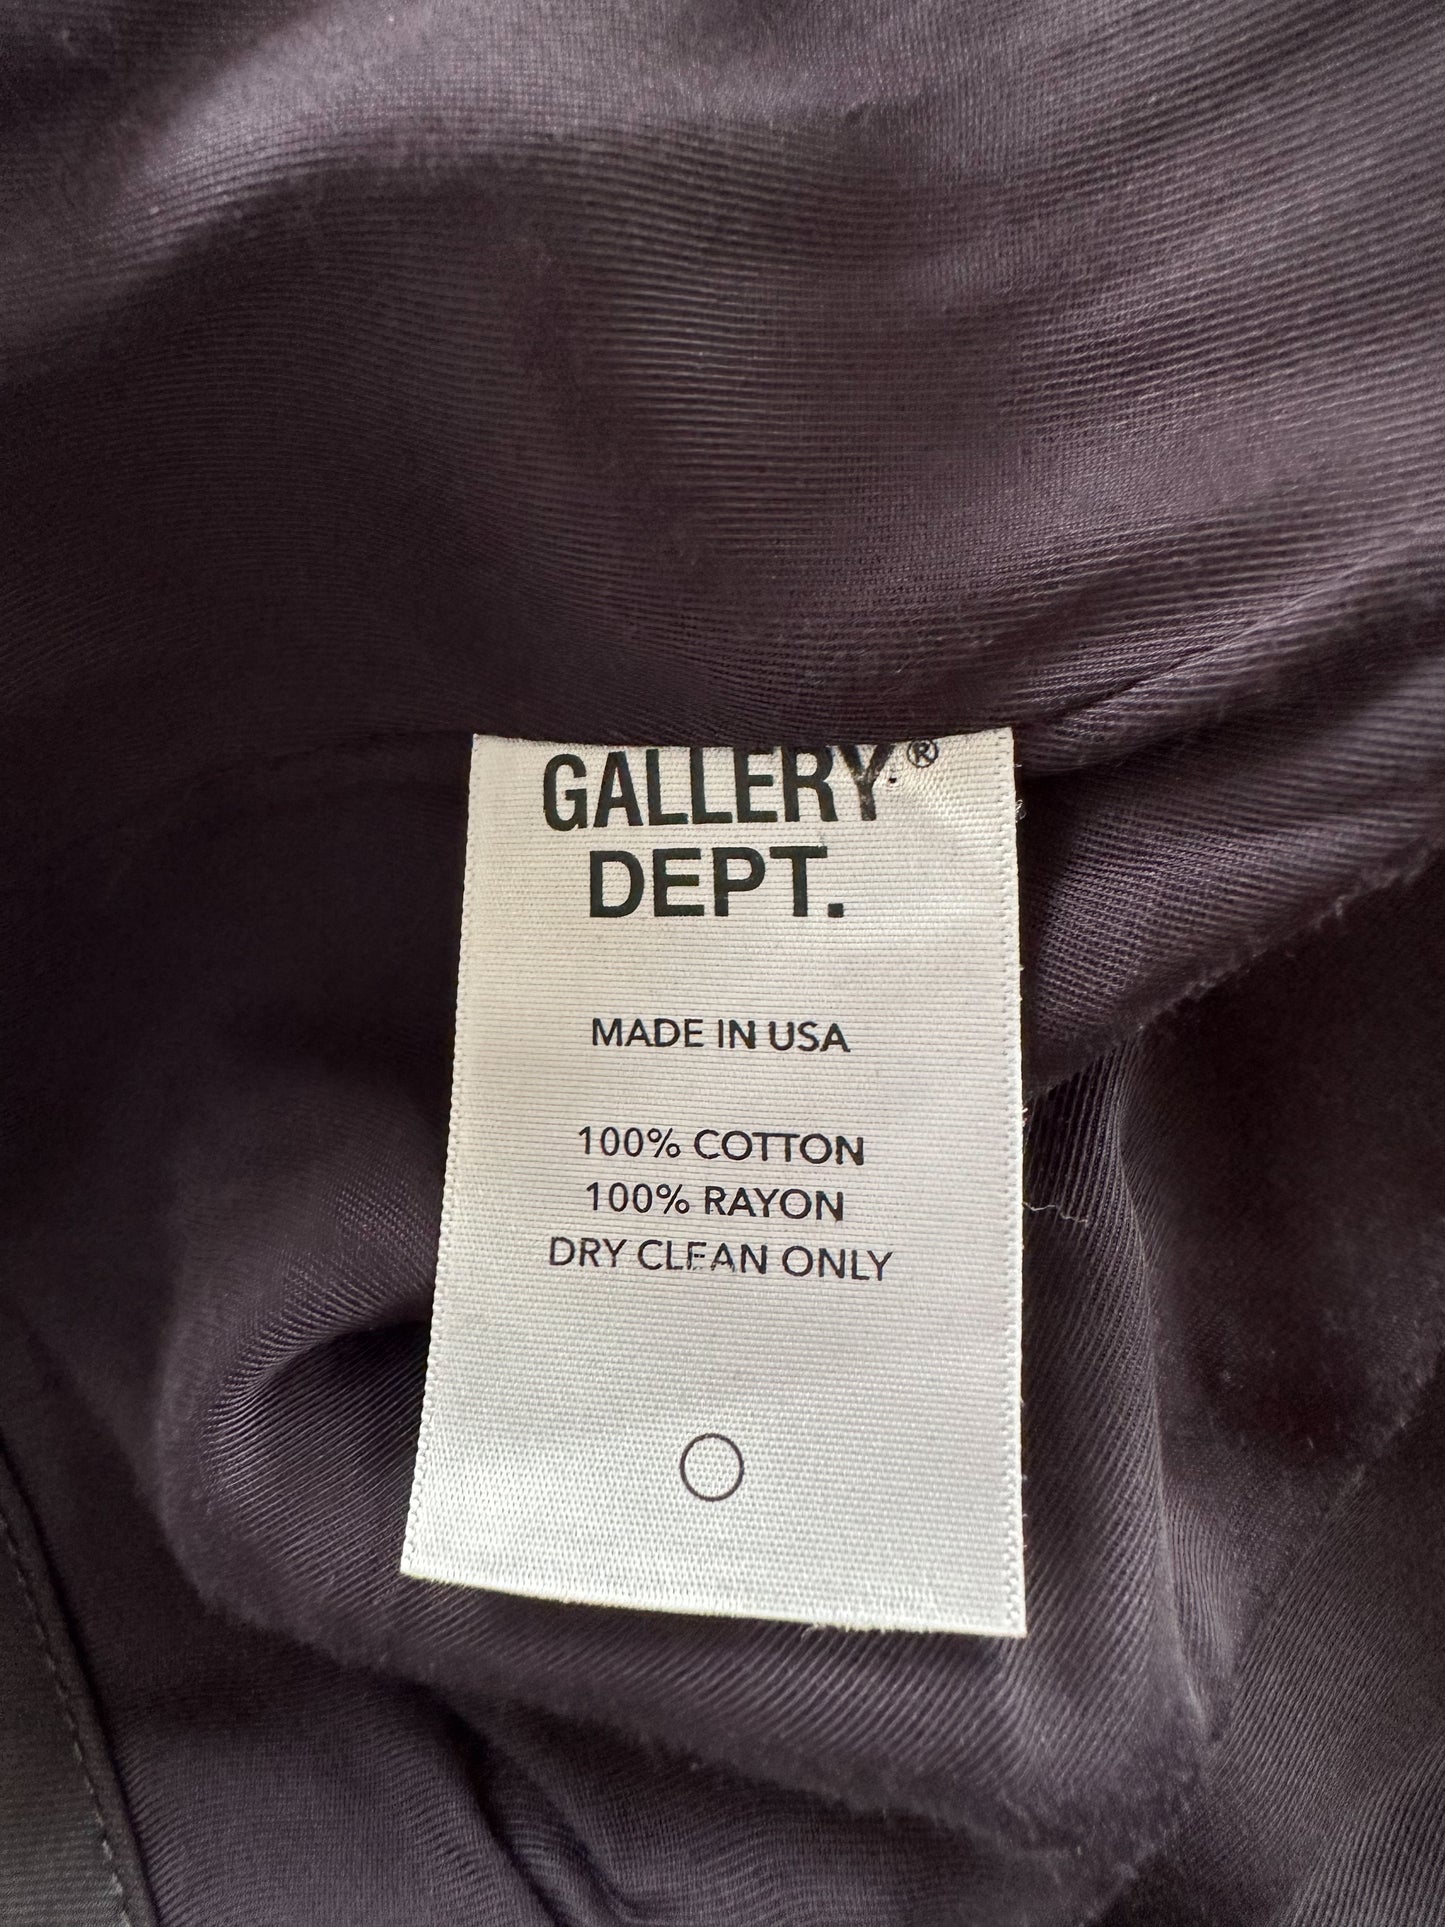 GALLERY.®
DEPT.
MADE IN USA
100% COTTON
100% RAYON
DRY CLEAN ONLY